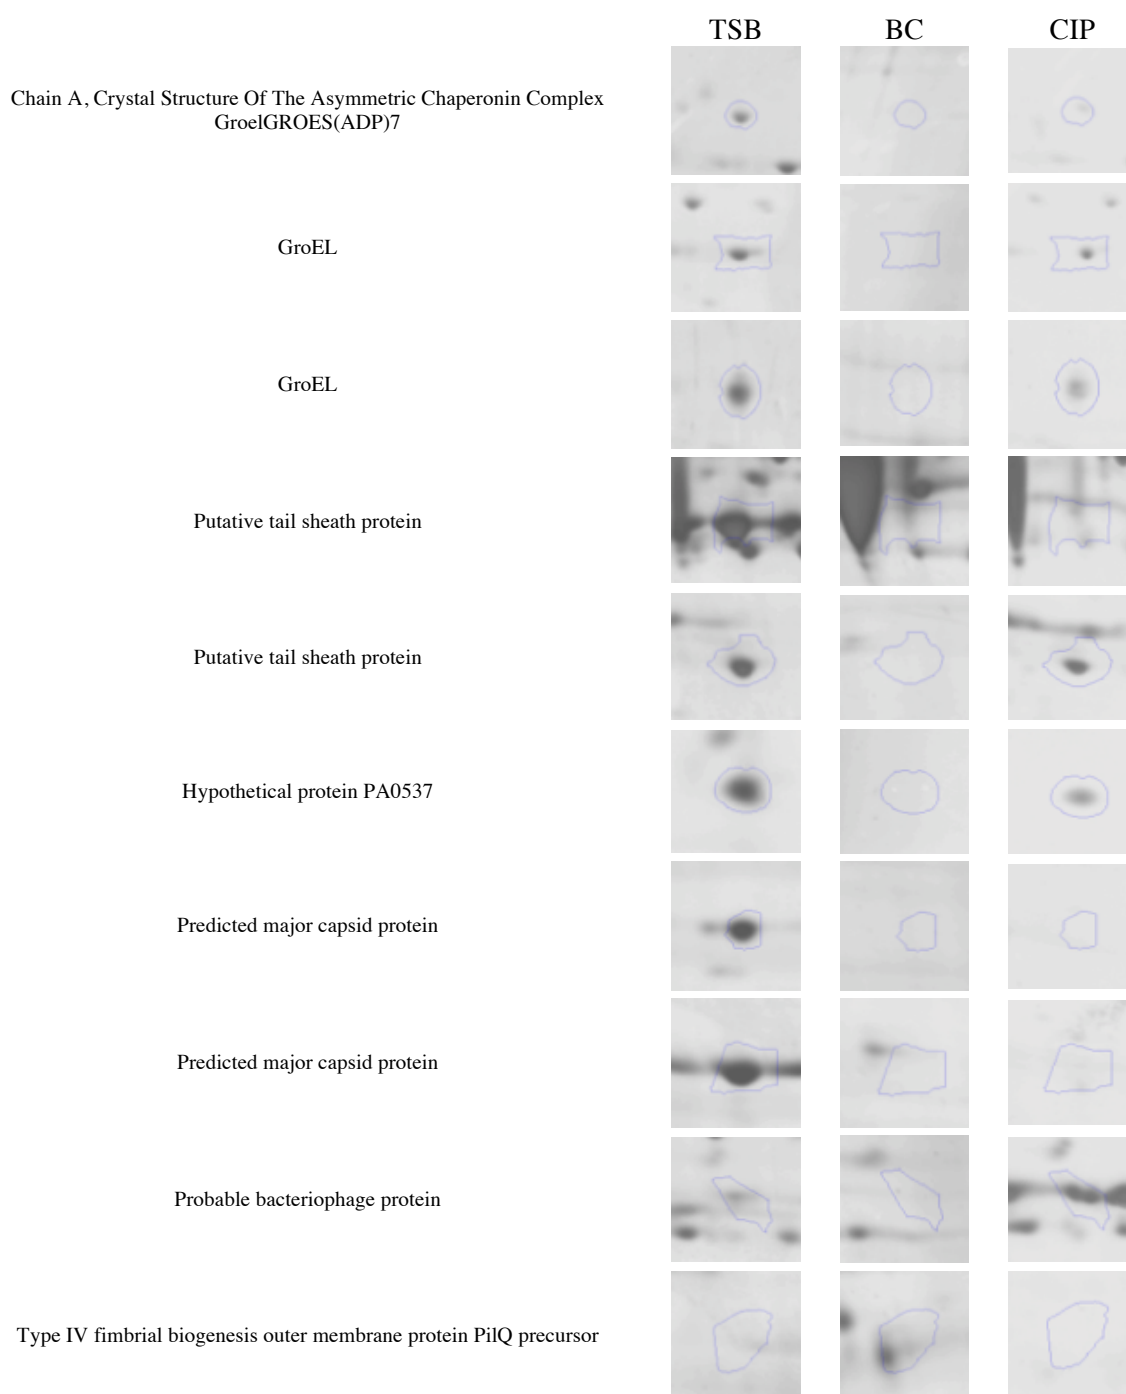 TSB BC CIP
Chain A, Crystal Structure Of The Asymmetric Chaperonin Complex
GroelGROES(ADP)7
GroEL
GroEL
Putative tail sheath protein
Putative tail sheath protein
Hypothetical protein PA0537
Predicted major capsid protein
Predicted major capsid protein
Probable bacteriophage protein
Type IV fimbrial biogenesis outer membrane protein PilQ precursor